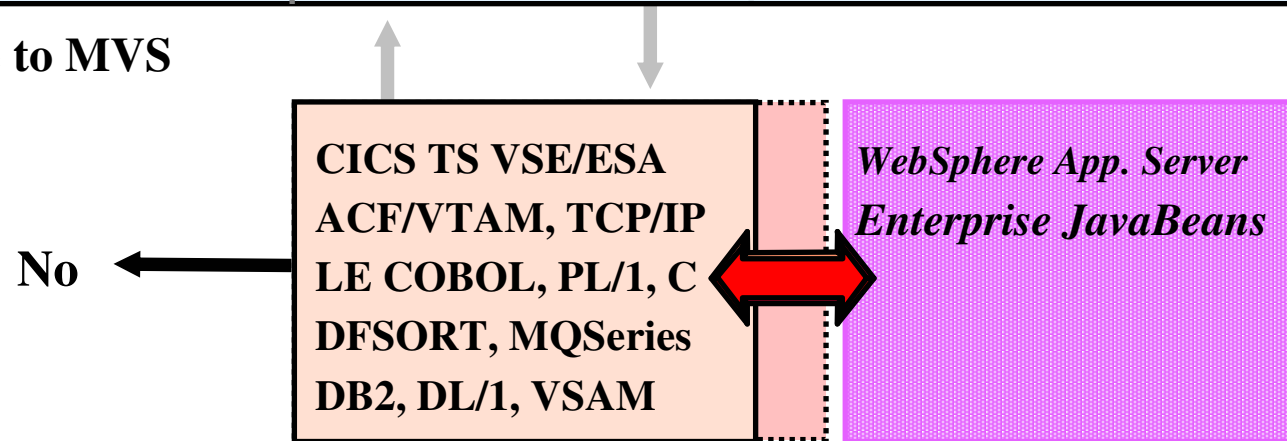 to MVS
CICS TS VSE/ESA
ACF/VTAM, TCP/IP
LE COBOL, PL/1, C
DFSORT, MQSeries
DB2, DL/1, VSAM
No
WebSphere App. Server
Enterprise JavaBeans